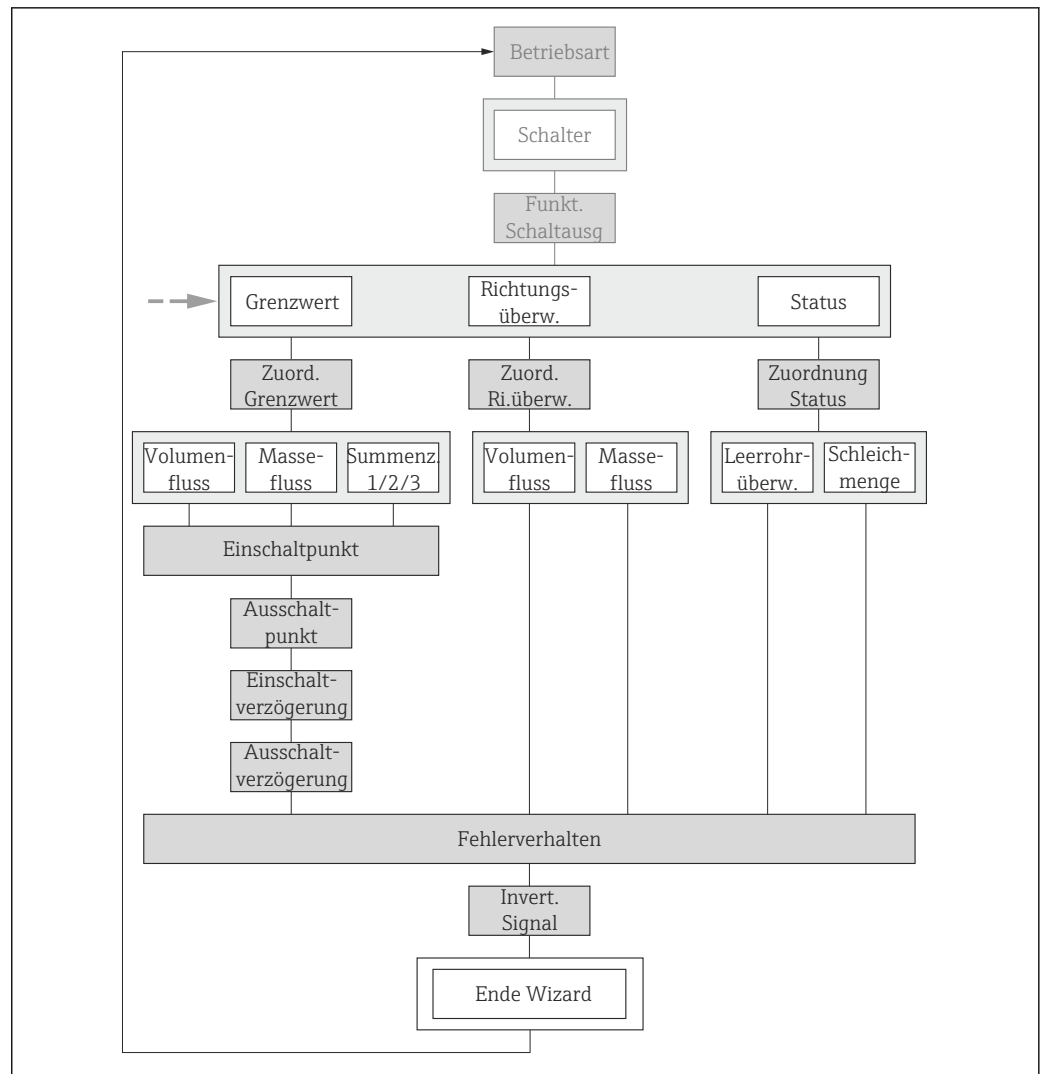 Betriebsart
Schalter
Funkt.
Schaltausg
Grenzwert
Richtungs-
überw.
Status
Zuord.
Grenzwert
Zuord.
Ri.überw.
Zuordnung
Status
Volumen-
fluss
Masse-
fluss
Summenz.
1/2/3
Volumen-
fluss
Masse-
fluss
Leerrohr-
überw.
Schleich-
menge
Einschaltpunkt
Ausschalt-
punkt
Einschalt-
verzögerung
Ausschalt-
verzögerung
Fehlerverhalten
Invert.
Signal
Ende Wizard